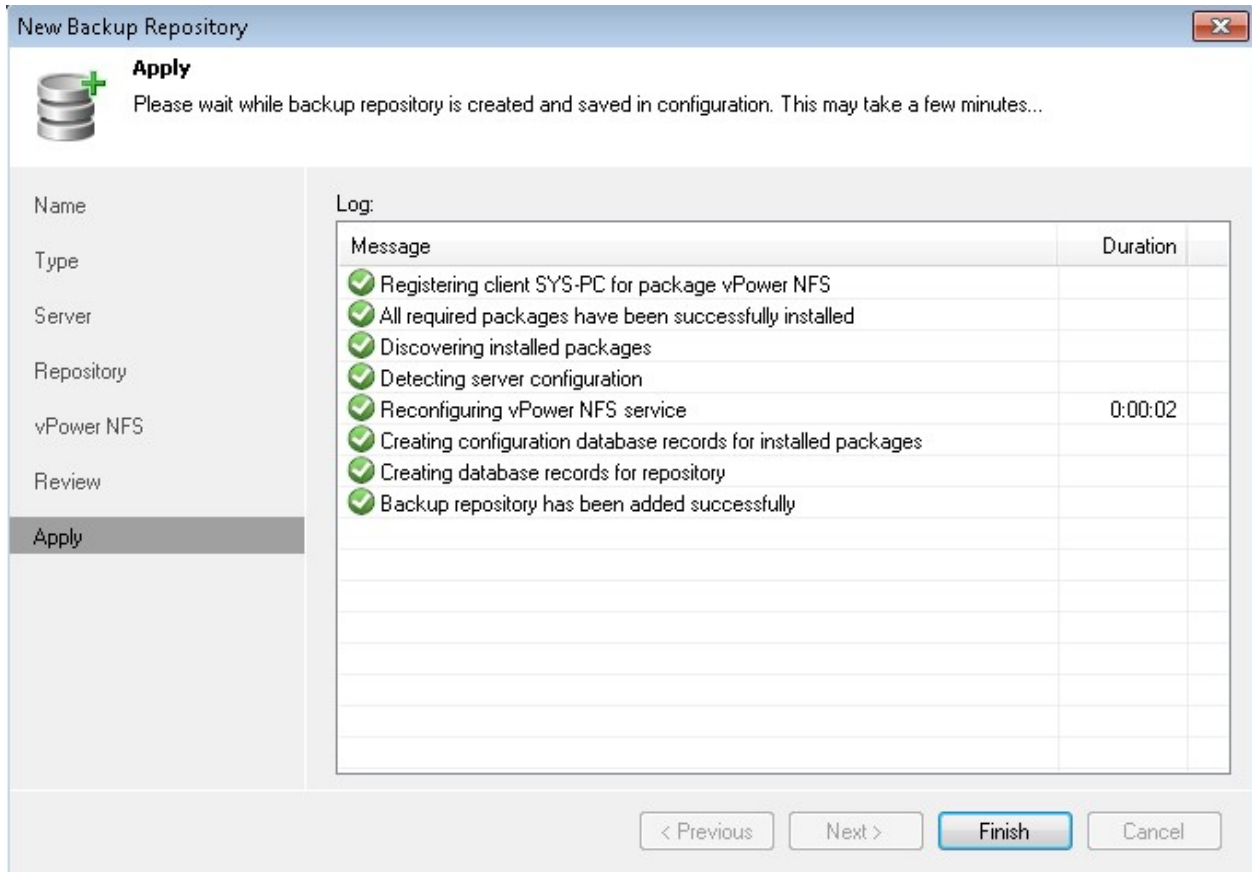 New Backup Repository
Apply
Please wait while backup repository is created and saved in configuration. This may take a few minutes...
Name
Type
Server
Repository
vPower NFS
Review
Apply
Log:
Message Duration
Registering client SYS-PC for package vPower NFS
All required packages have been successfully installed
Discovering installed packages
Detecting server configuration
Reconfiguring vPower NFS service 0:00:02
Creating configuration database records for installed packages
Creating database records for repository
Backup repository has been added successfully
< Previous Next > Finish Cancel